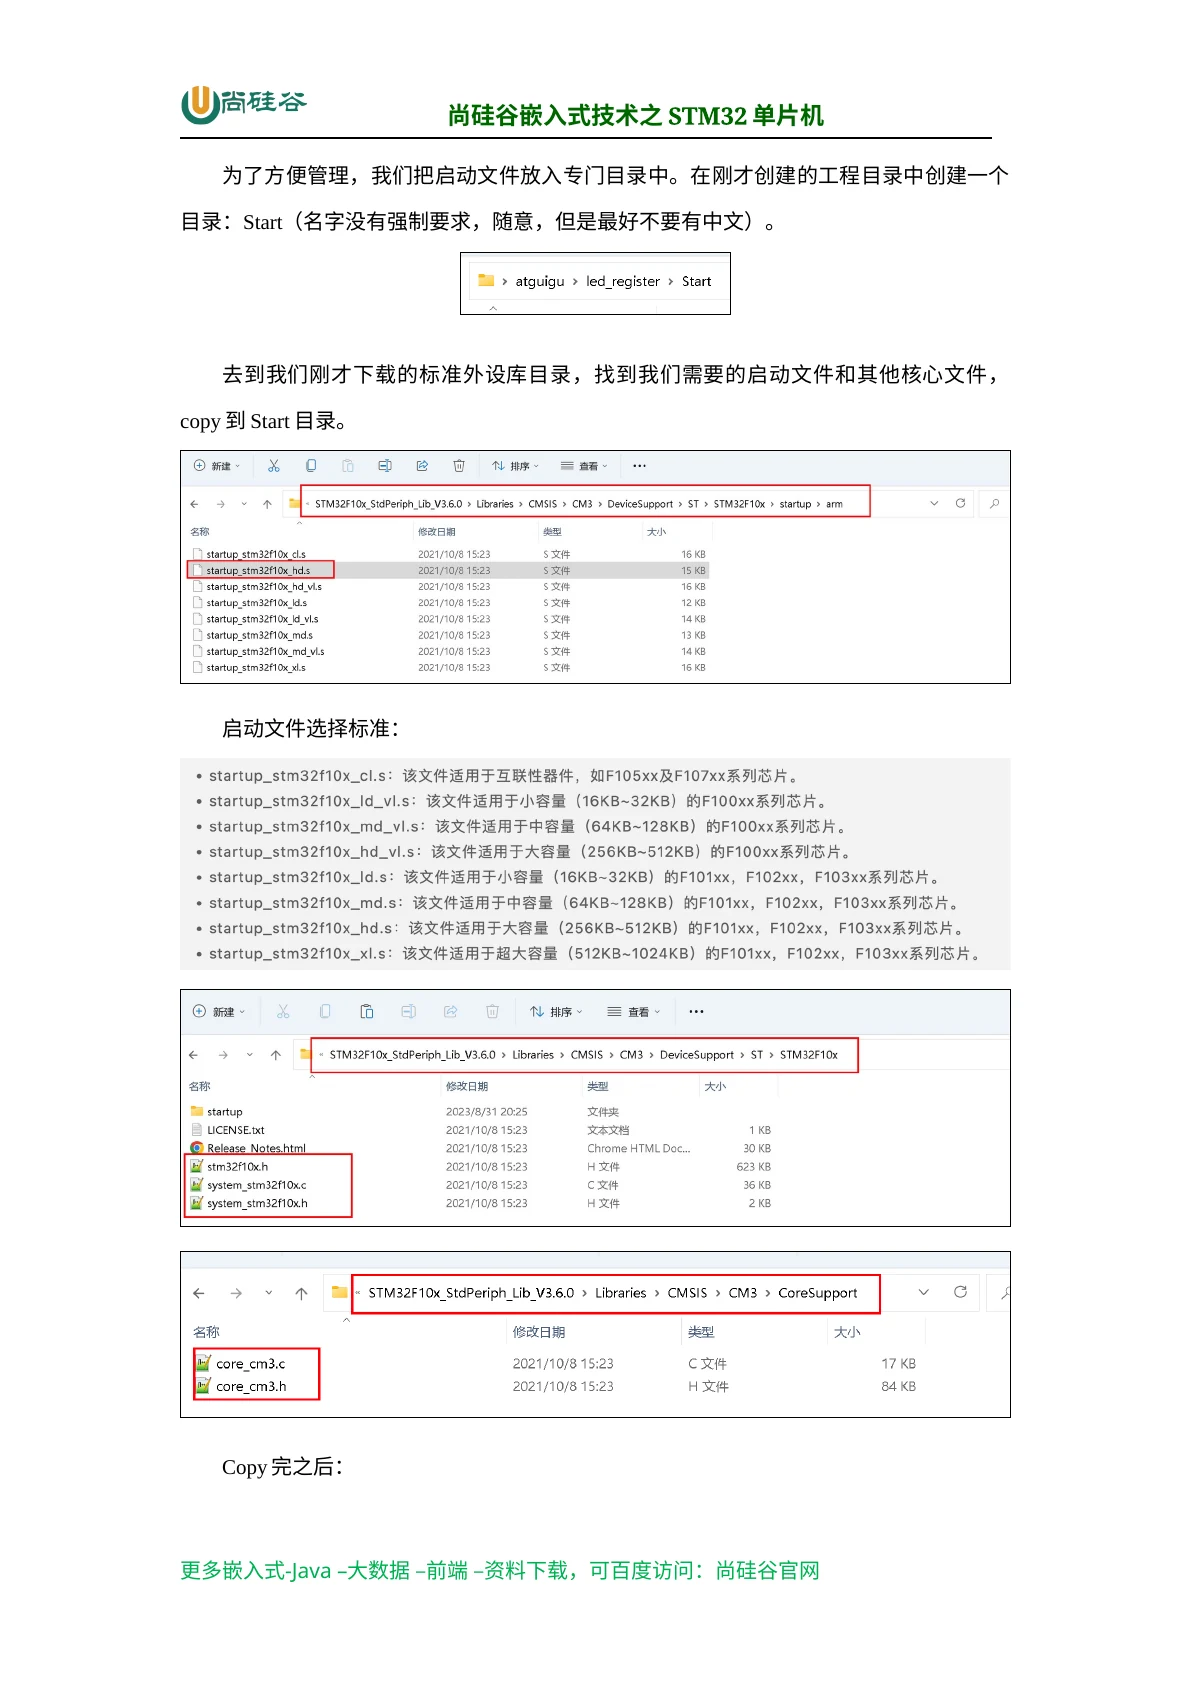 尚硅谷
尚硅谷嵌入式技术之 STM32 单片机
为了方便管理，我们把启动文件放入专门目录中。在刚才创建的工程目录中创建一个
目录：Start（名字没有强制要求，随意，但是最好不要有中文）。
› atguigu › led_register › Start
去到我们刚才下载的标准外设库目录，找到我们需要的启动文件和其他核心文件，
copy 到 Start 目录。
新建 排序 查看 ···
« STM32F10x_StdPeriph_Lib_V3.6.0 › Libraries › CMSIS › CM3 › DeviceSupport › ST › STM32F10x › startup › arm
名称 修改日期 类型 大小
startup_stm32f10x_cl.s 2021/10/8 15:23 S 文件 16 KB
startup_stm32f10x_hd.s 2021/10/8 15:23 S 文件 15 KB
startup_stm32f10x_hd_vl.s 2021/10/8 15:23 S 文件 16 KB
startup_stm32f10x_ld.s 2021/10/8 15:23 S 文件 12 KB
startup_stm32f10x_ld_vl.s 2021/10/8 15:23 S 文件 14 KB
startup_stm32f10x_md.s 2021/10/8 15:23 S 文件 13 KB
startup_stm32f10x_md_vl.s 2021/10/8 15:23 S 文件 14 KB
startup_stm32f10x_xl.s 2021/10/8 15:23 S 文件 16 KB
启动文件选择标准：
• startup_stm32f10x_cl.s：该文件适用于互联性器件，如F105xx及F107xx系列芯片。
• startup_stm32f10x_ld_vl.s：该文件适用于小容量（16KB~32KB）的F100xx系列芯片。
• startup_stm32f10x_md_vl.s：该文件适用于中容量（64KB~128KB）的F100xx系列芯片。
• startup_stm32f10x_hd_vl.s：该文件适用于大容量（256KB~512KB）的F100xx系列芯片。
• startup_stm32f10x_ld.s：该文件适用于小容量（16KB~32KB）的F101xx，F102xx，F103xx系列芯片。
• startup_stm32f10x_md.s：该文件适用于中容量（64KB~128KB）的F101xx，F102xx，F103xx系列芯片。
• startup_stm32f10x_hd.s：该文件适用于大容量（256KB~512KB）的F101xx，F102xx，F103xx系列芯片。
• startup_stm32f10x_xl.s：该文件适用于超大容量（512KB~1024KB）的F101xx，F102xx，F103xx系列芯片。
新建 排序 查看 ···
« STM32F10x_StdPeriph_Lib_V3.6.0 › Libraries › CMSIS › CM3 › DeviceSupport › ST › STM32F10x
名称 修改日期 类型 大小
startup 2023/8/31 20:25 文件夹
LICENSE.txt 2021/10/8 15:23 文本文档 1 KB
Release_Notes.html 2021/10/8 15:23 Chrome HTML Doc... 30 KB
stm32f10x.h 2021/10/8 15:23 H 文件 623 KB
system_stm32f10x.c 2021/10/8 15:23 C 文件 36 KB
system_stm32f10x.h 2021/10/8 15:23 H 文件 2 KB
« STM32F10x_StdPeriph_Lib_V3.6.0 › Libraries › CMSIS › CM3 › CoreSupport
名称 修改日期 类型 大小
core_cm3.c 2021/10/8 15:23 C 文件 17 KB
core_cm3.h 2021/10/8 15:23 H 文件 84 KB
Copy 完之后：
更多嵌入式-Java –大数据 –前端 –资料下载，可百度访问：尚硅谷官网